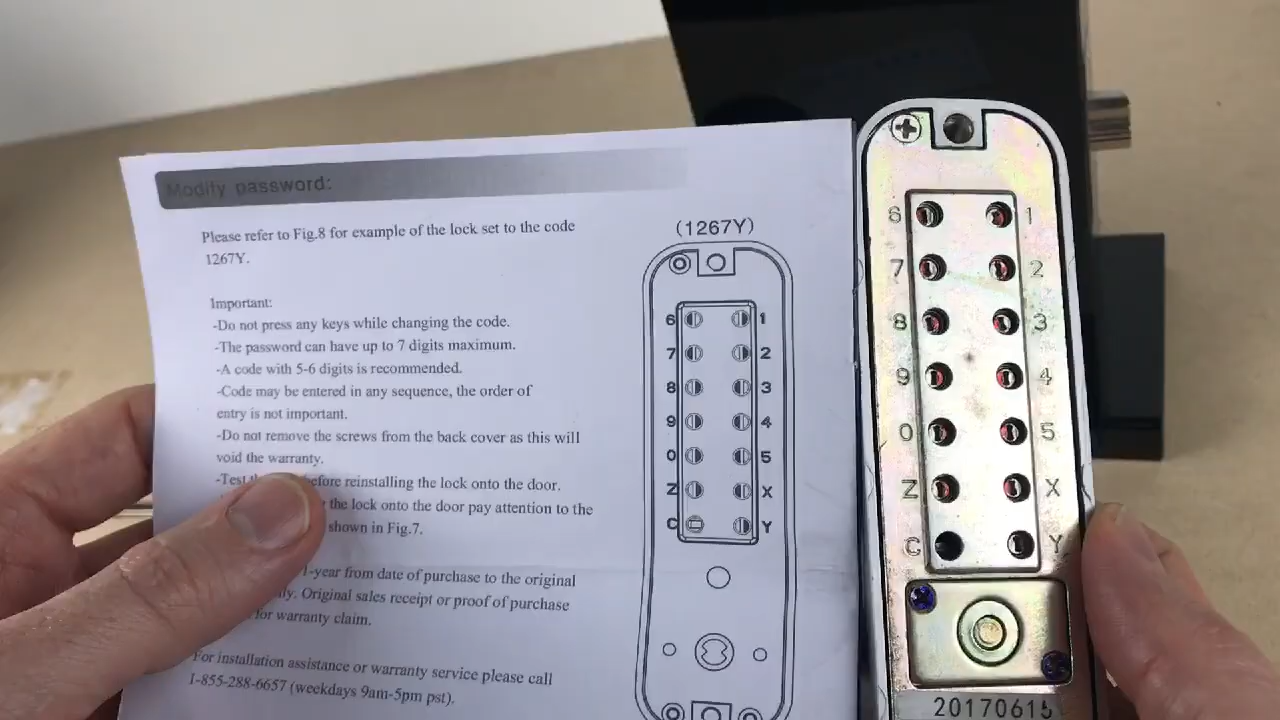 Modify password:
Please refer to Fig.8 for example of the lock set to the code
1267Y.
Important:
-Do not press any keys while changing the code.
-The password can have up to 7 digits maximum.
-A code with 5-6 digits is recommended.
-Code may be entered in any sequence, the order of
entry is not important.
-Do not remove the screws from the back cover as this will
void the warranty.
-Test before reinstalling the lock onto the door.
the lock onto the door pay attention to the
shown in Fig.7.
1-year from date of purchase to the original
Original sales receipt or proof of purchase
for warranty claim.
For installation assistance or warranty service please call
1-855-288-6657 (weekdays 9am-5pm pst).
(1267Y)
6 1
7 2
8 3
9 4
0 5
Z X
C Y
6 1
7 2
8 3
9 4
0 5
Z X
C Y
20170615